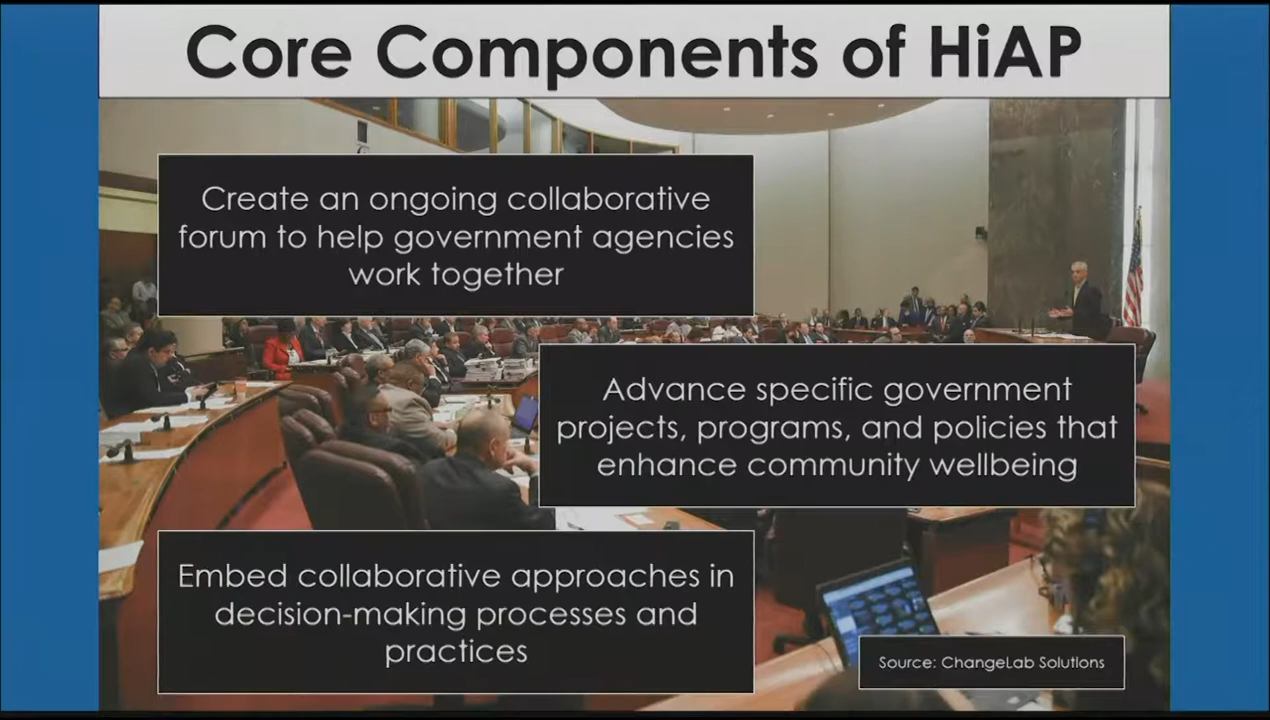 Core Components of HiAP
Create an ongoing collaborative
forum to help government agencies
work together
Advance specific government
projects, programs, and policies that
enhance community wellbeing
Embed collaborative approaches in
decision-making processes and
practices
Source: ChangeLab Solutions